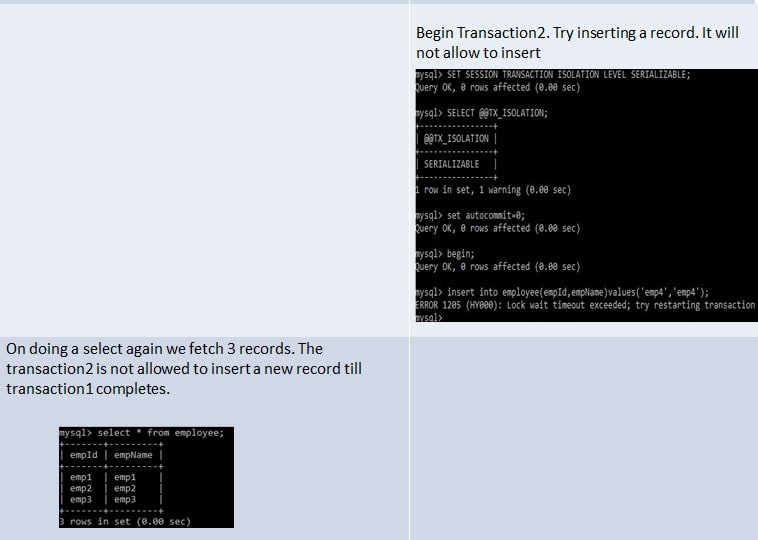 Begin Transaction2. Try inserting a record. It will
not allow to insert
mysql> SET SESSION TRANSACTION ISOLATION LEVEL SERIALIZABLE;
Query OK, 0 rows affected (0.00 sec)
mysql> SELECT @@TX_ISOLATION;
+----------------+
| @@TX_ISOLATION |
+----------------+
| SERIALIZABLE   |
+----------------+
1 row in set, 1 warning (0.00 sec)
mysql> set autocommit=0;
Query OK, 0 rows affected (0.00 sec)
mysql> begin;
Query OK, 0 rows affected (0.00 sec)
mysql> insert into employee(empId,empName)values('emp4','emp4');
ERROR 1205 (HY000): Lock wait timeout exceeded; try restarting transaction
mysql>
On doing a select again we fetch 3 records. The
transaction2 is not allowed to insert a new record till
transaction1 completes.
mysql> select * from employee;
+-------+---------+
| empId | empName |
+-------+---------+
| emp1  | emp1    |
| emp2  | emp2    |
| emp3  | emp3    |
+-------+---------+
3 rows in set (0.00 sec)